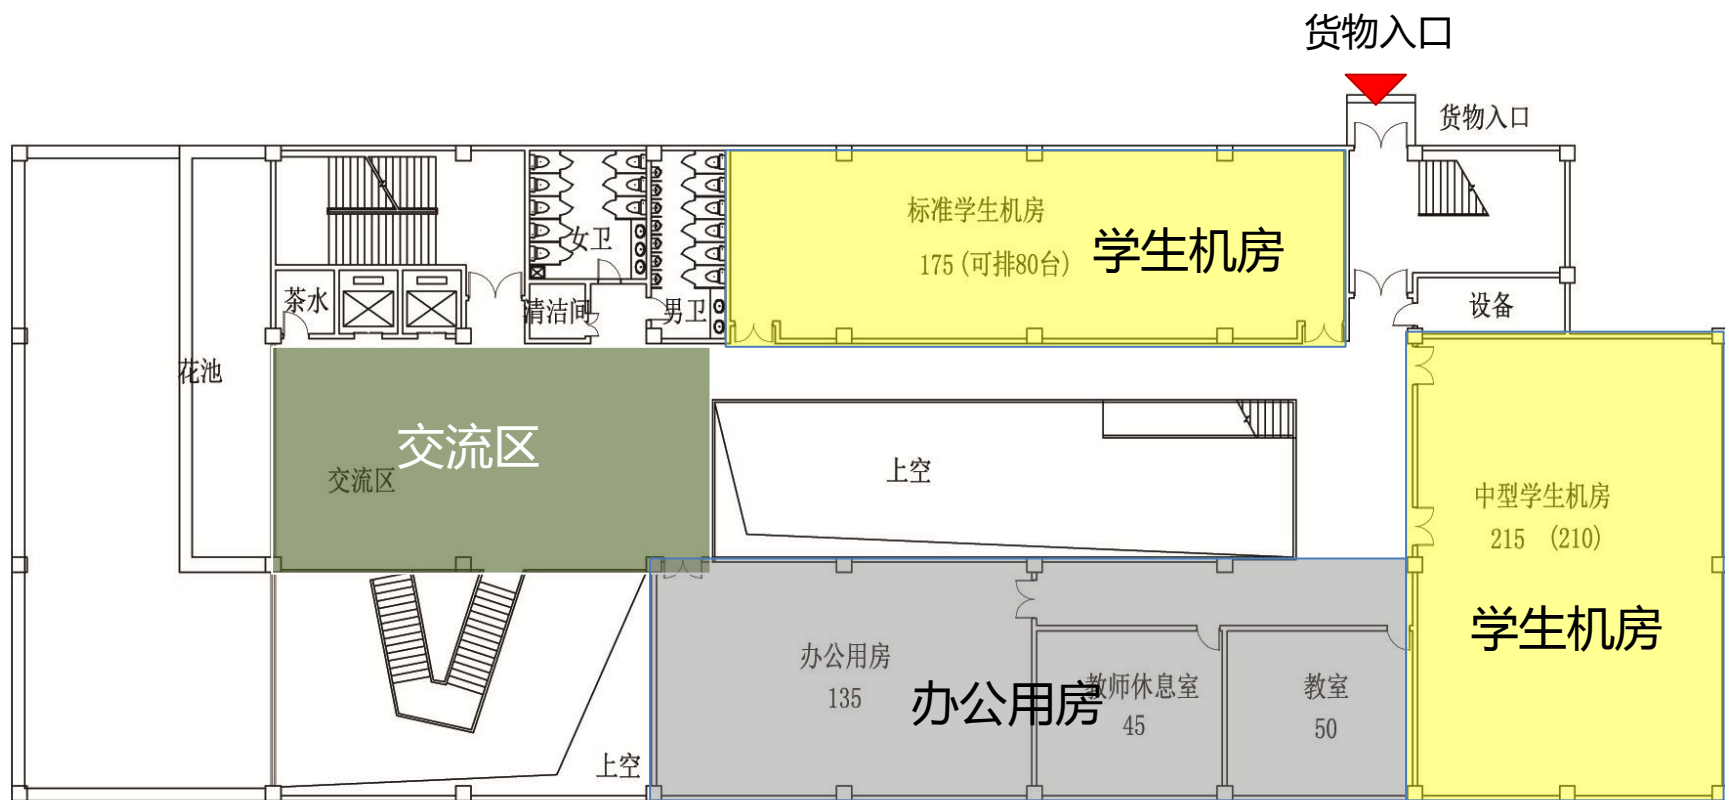 货物入口
货物入口
标准学生机房
175 (可排80台)
学生机房
女卫
茶水
清洁间
男卫
设备
花池
交流区
交流区
上空
中型学生机房
215 (210)
学生机房
办公用房
135
办公用房
教师休息室
45
教室
50
上空